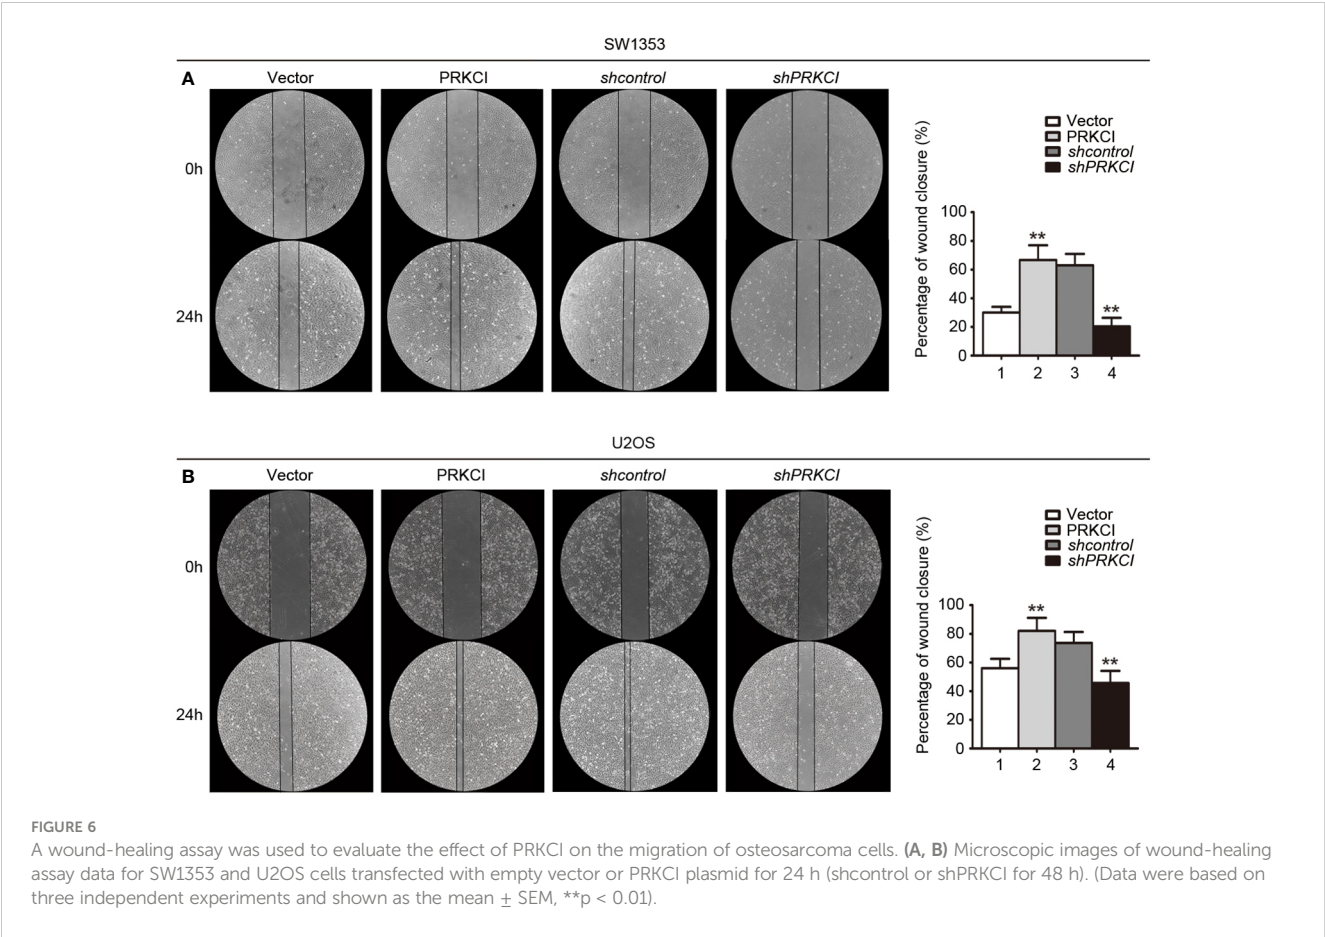 SW1353
A
Vector PRKCI shcontrol shPRKCI
0h
24h
Vector
PRKCI
shcontrol
shPRKCI
Percentage of wound closure (%)
100
80
60
40
20
0
** **
1 2 3 4
U2OS
B
Vector PRKCI shcontrol shPRKCI
0h
24h
Vector
PRKCI
shcontrol
shPRKCI
Percentage of wound closure (%)
100
80
60
40
20
0
** **
1 2 3 4
FIGURE 6
A wound-healing assay was used to evaluate the effect of PRKCI on the migration of osteosarcoma cells. (A, B) Microscopic images of wound-healing
assay data for SW1353 and U2OS cells transfected with empty vector or PRKCI plasmid for 24 h (shcontrol or shPRKCI for 48 h). (Data were based on
three independent experiments and shown as the mean ± SEM, **p < 0.01).